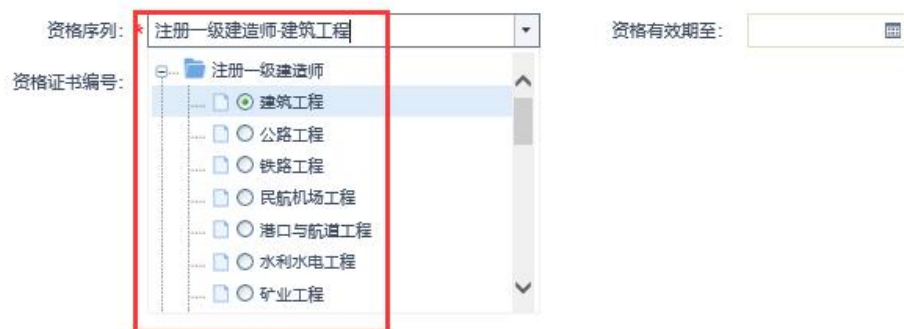 资格序列: * 注册一级建造师-建筑工程 资格有效期至:
资格证书编号:
注册一级建造师
建筑工程
公路工程
铁路工程
民航机场工程
港口与航道工程
水利水电工程
矿业工程